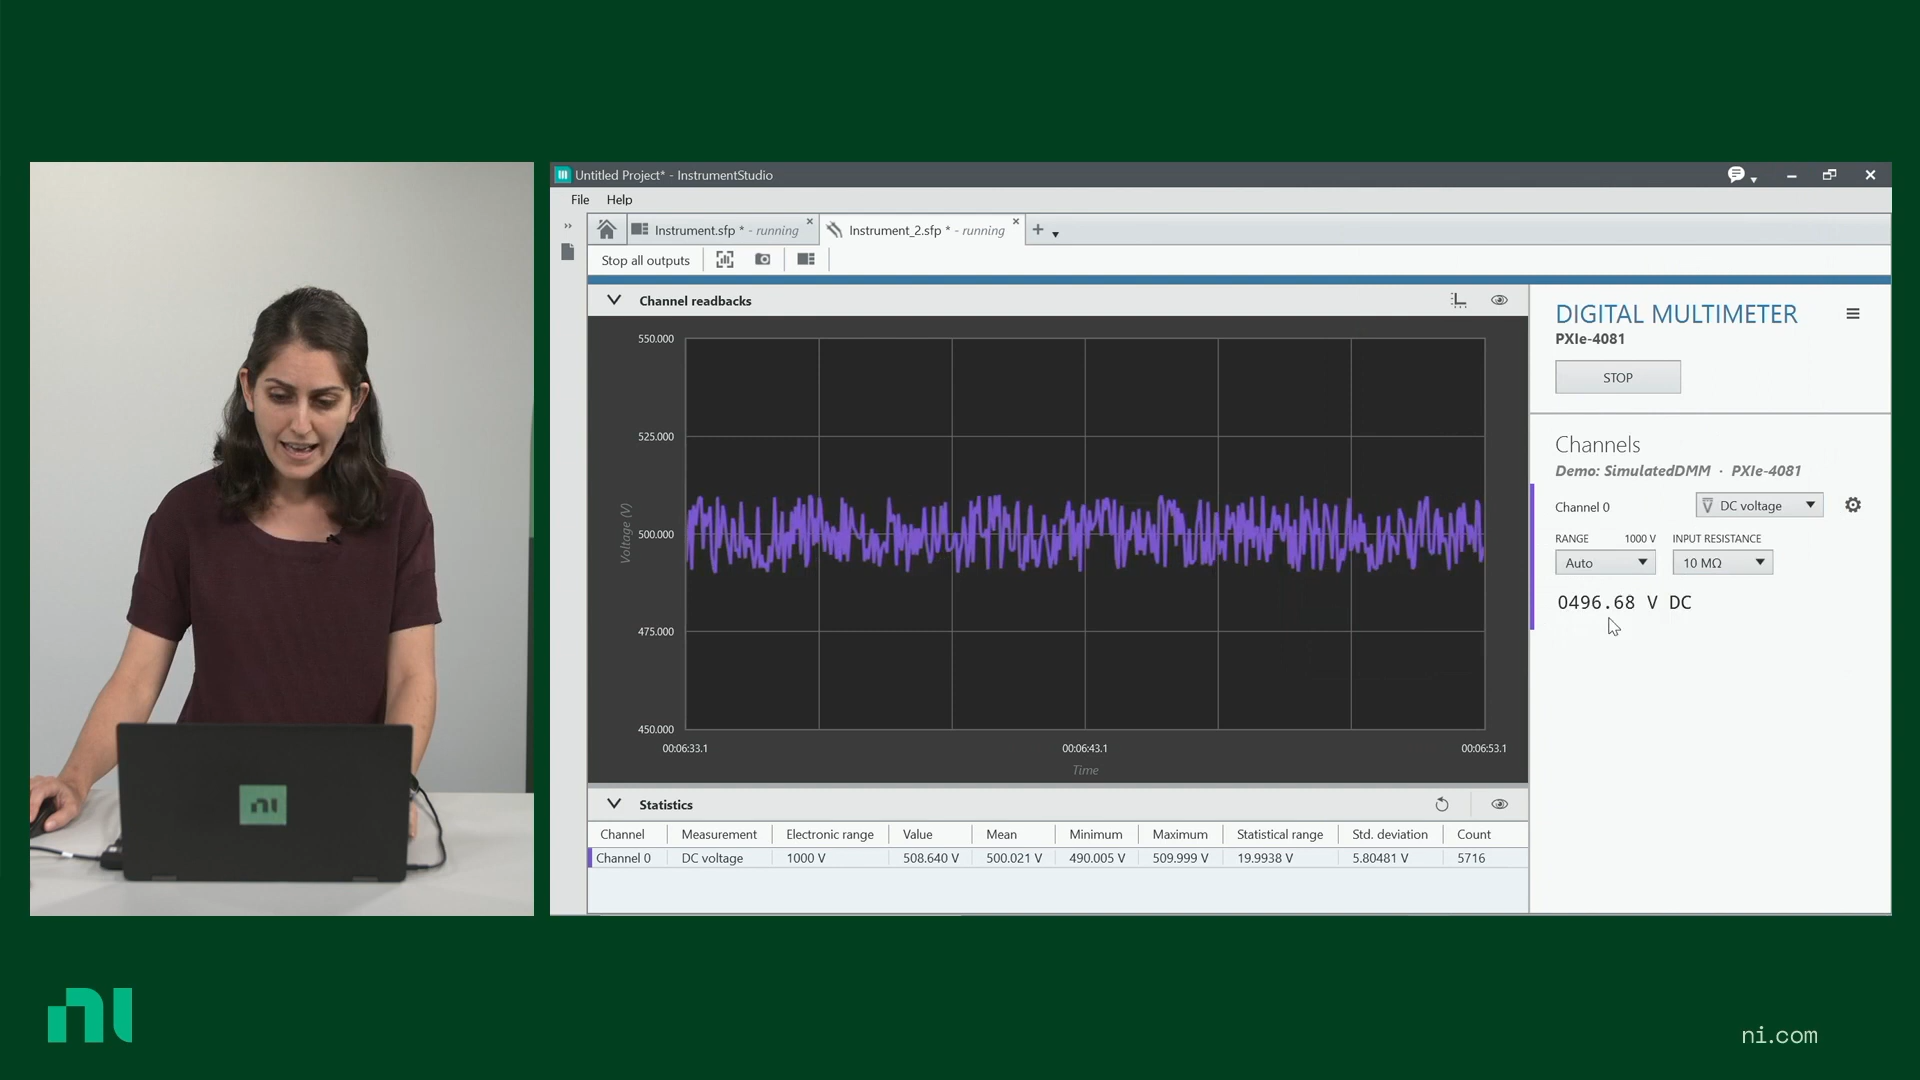 Untitled Project* - InstrumentStudio
File Help
Instrument.sfp * - running
Instrument_2.sfp * - running
Stop all outputs
Channel readbacks
550.000
525.000
500.000
475.000
450.000
Voltage (V)
00:06:33.1 00:06:43.1 00:06:53.1
Time
Statistics
Channel Measurement Electronic range Value Mean Minimum Maximum Statistical range Std. deviation Count
Channel 0 DC voltage 1000 V 508.640 V 500.021 V 490.005 V 509.999 V 19.9938 V 5.80481 V 5716
DIGITAL MULTIMETER
PXIe-4081
STOP
Channels
Demo: SimulatedDMM · PXIe-4081
Channel 0 DC voltage
RANGE 1000 V INPUT RESISTANCE
Auto 10 MΩ
0496.68 V DC
ni
ni
ni.com